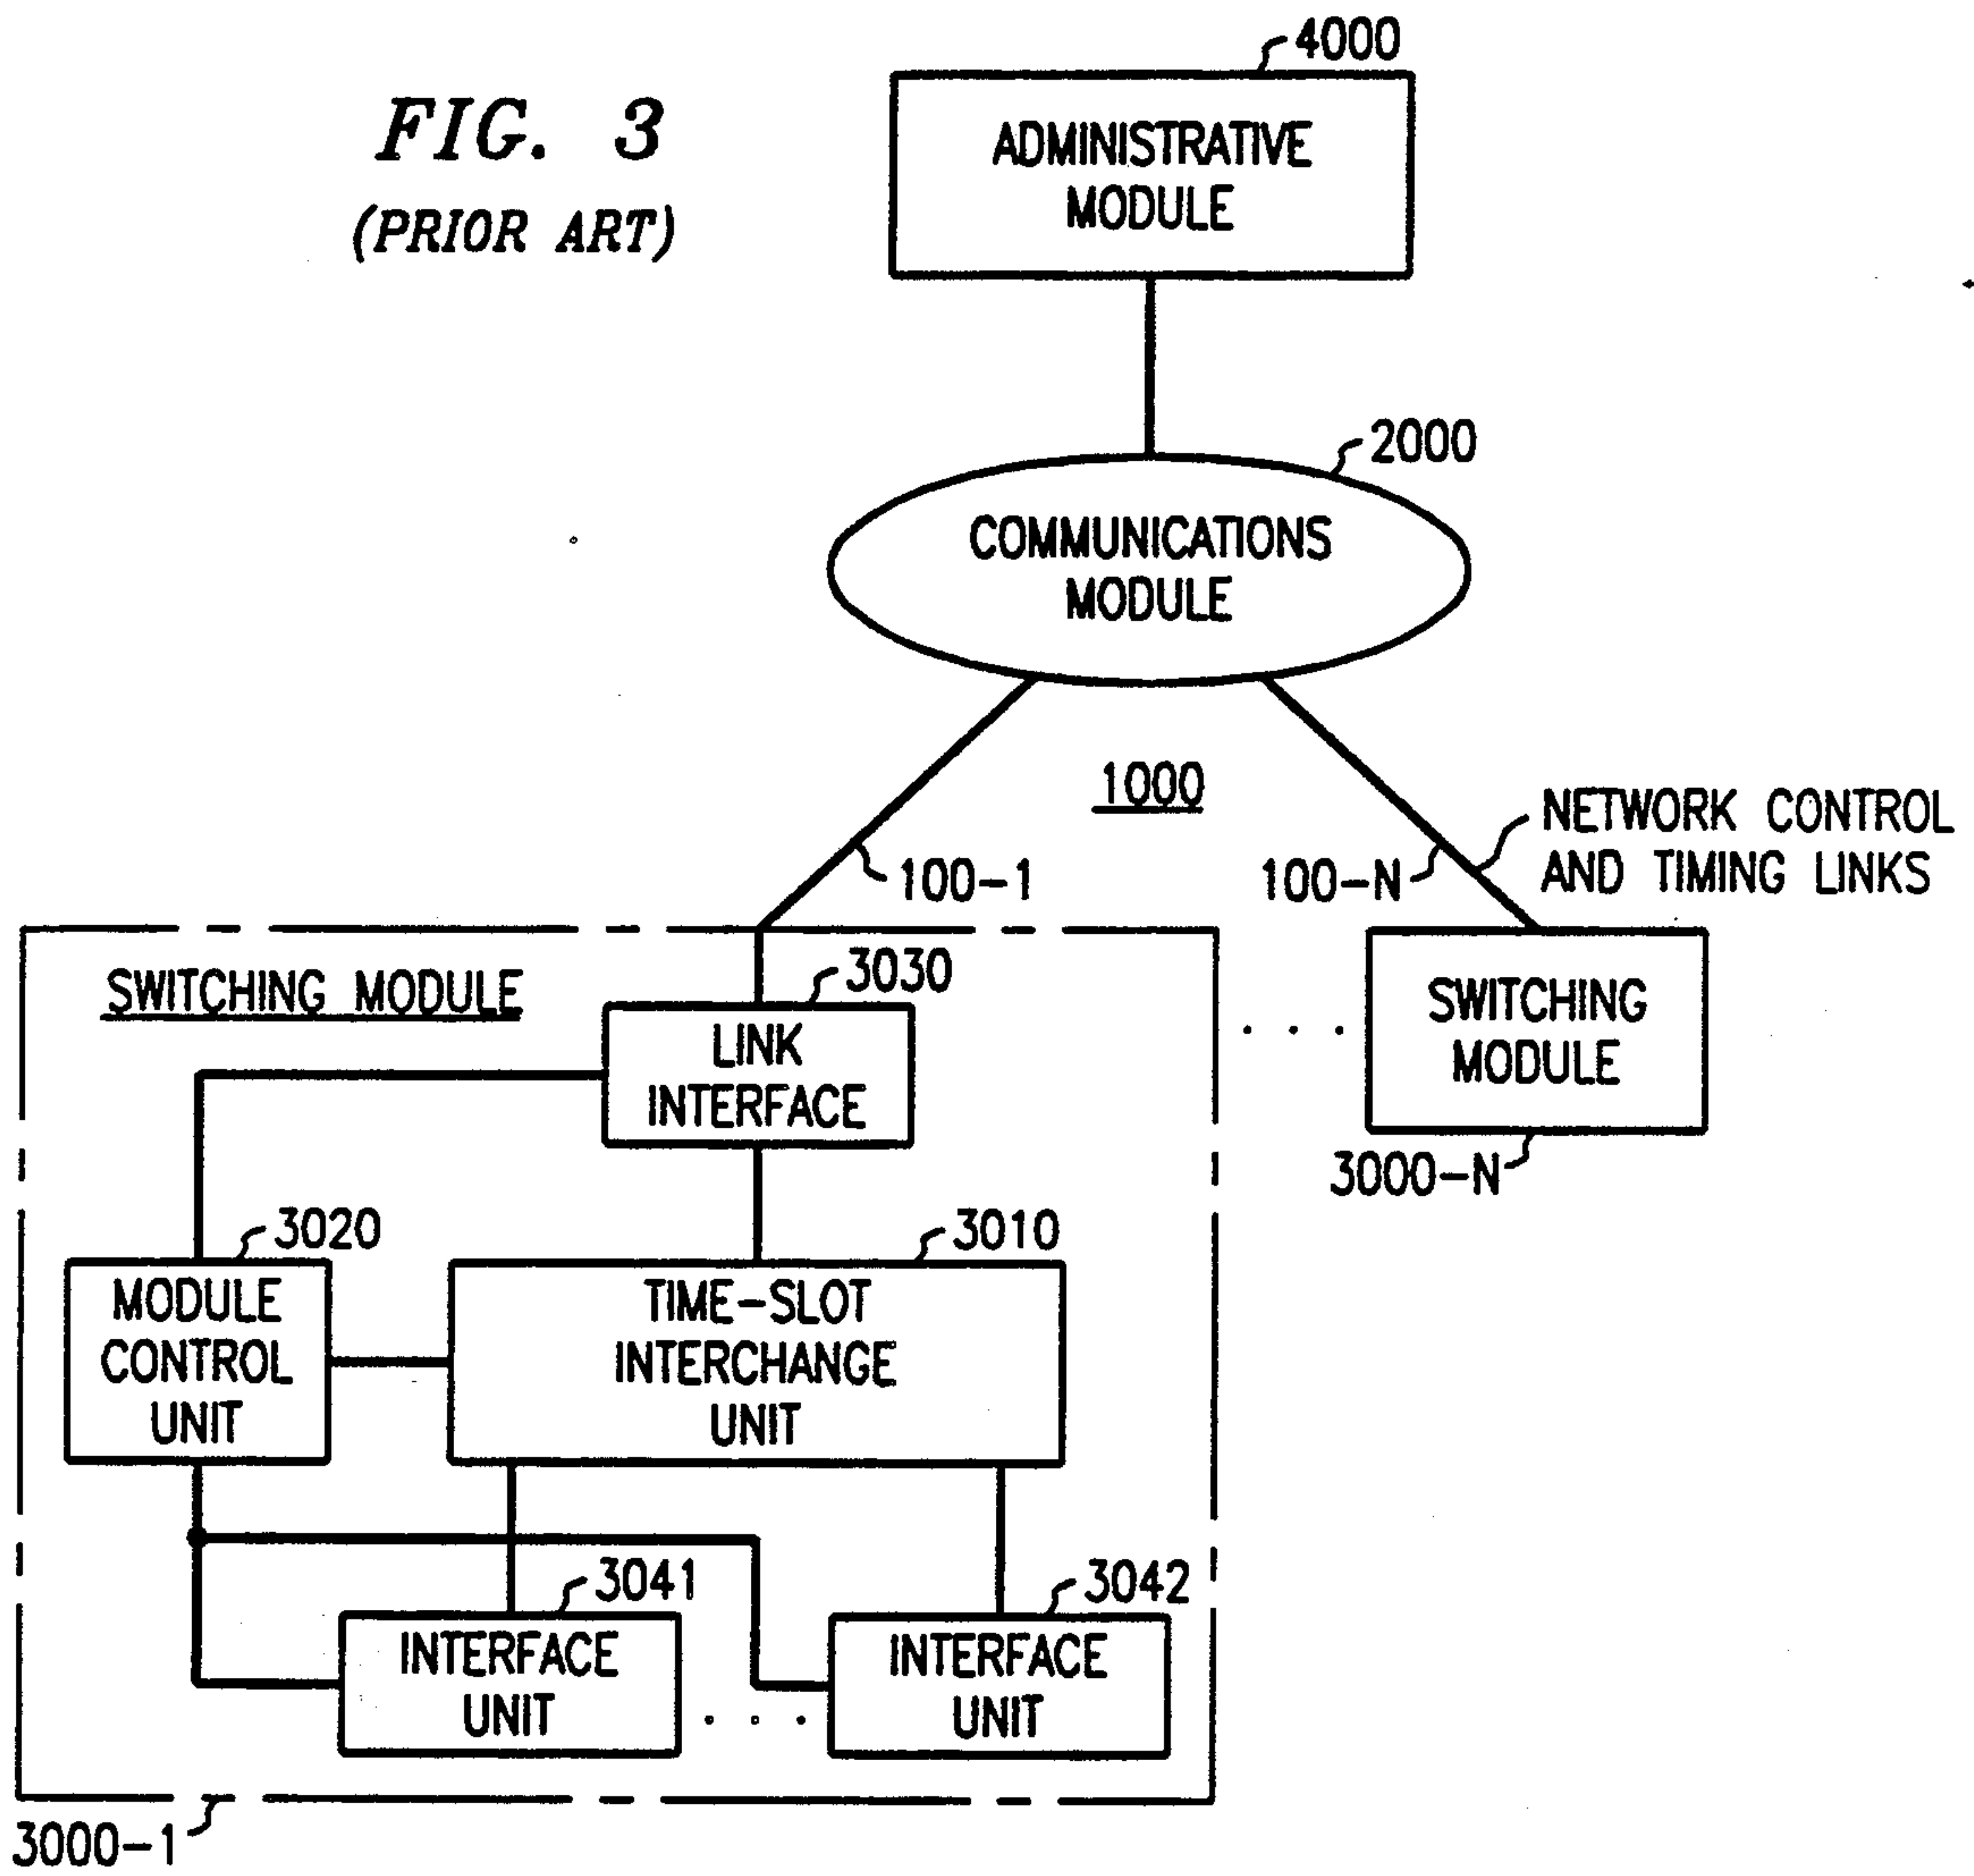 FIG. 3
(PRIOR ART)
4000
ADMINISTRATIVE
MODULE
2000
COMMUNICATIONS
MODULE
1000
100-1
100-N
NETWORK CONTROL
AND TIMING LINKS
SWITCHING MODULE
3030
LINK
INTERFACE
. . .
SWITCHING
MODULE
3000-N
3020
MODULE
CONTROL
UNIT
3010
TIME-SLOT
INTERCHANGE
UNIT
3041
INTERFACE
UNIT
. . .
3042
INTERFACE
UNIT
3000-1